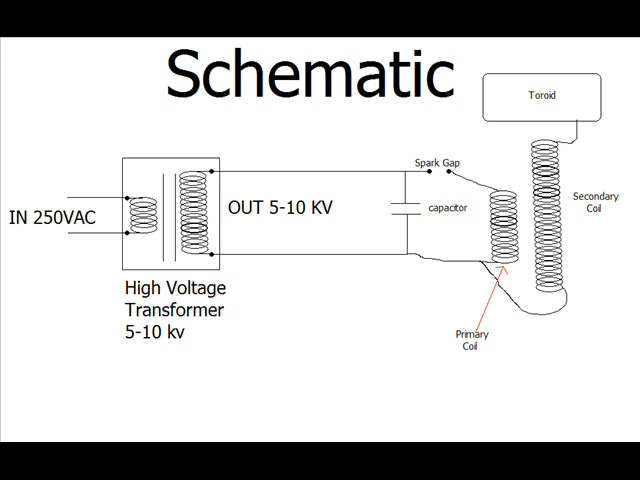 Schematic
Toroid
Spark Gap
IN 250VAC
OUT 5-10 KV
capacitor
Secondary
Coil
High Voltage
Transformer
5-10 kv
Primary
Coil